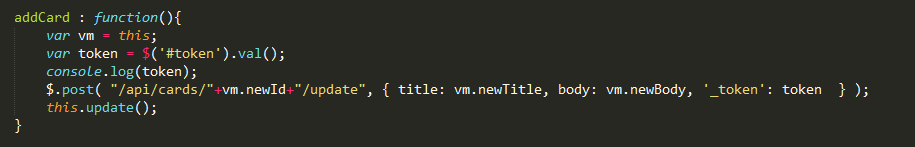 addCard : function(){
var vm = this;
var token = $('#token').val();
console.log(token);
$.post( "/api/cards/"+vm.newId+"/update", { title: vm.newTitle, body: vm.newBody, '_token': token  } );
this.update();
}